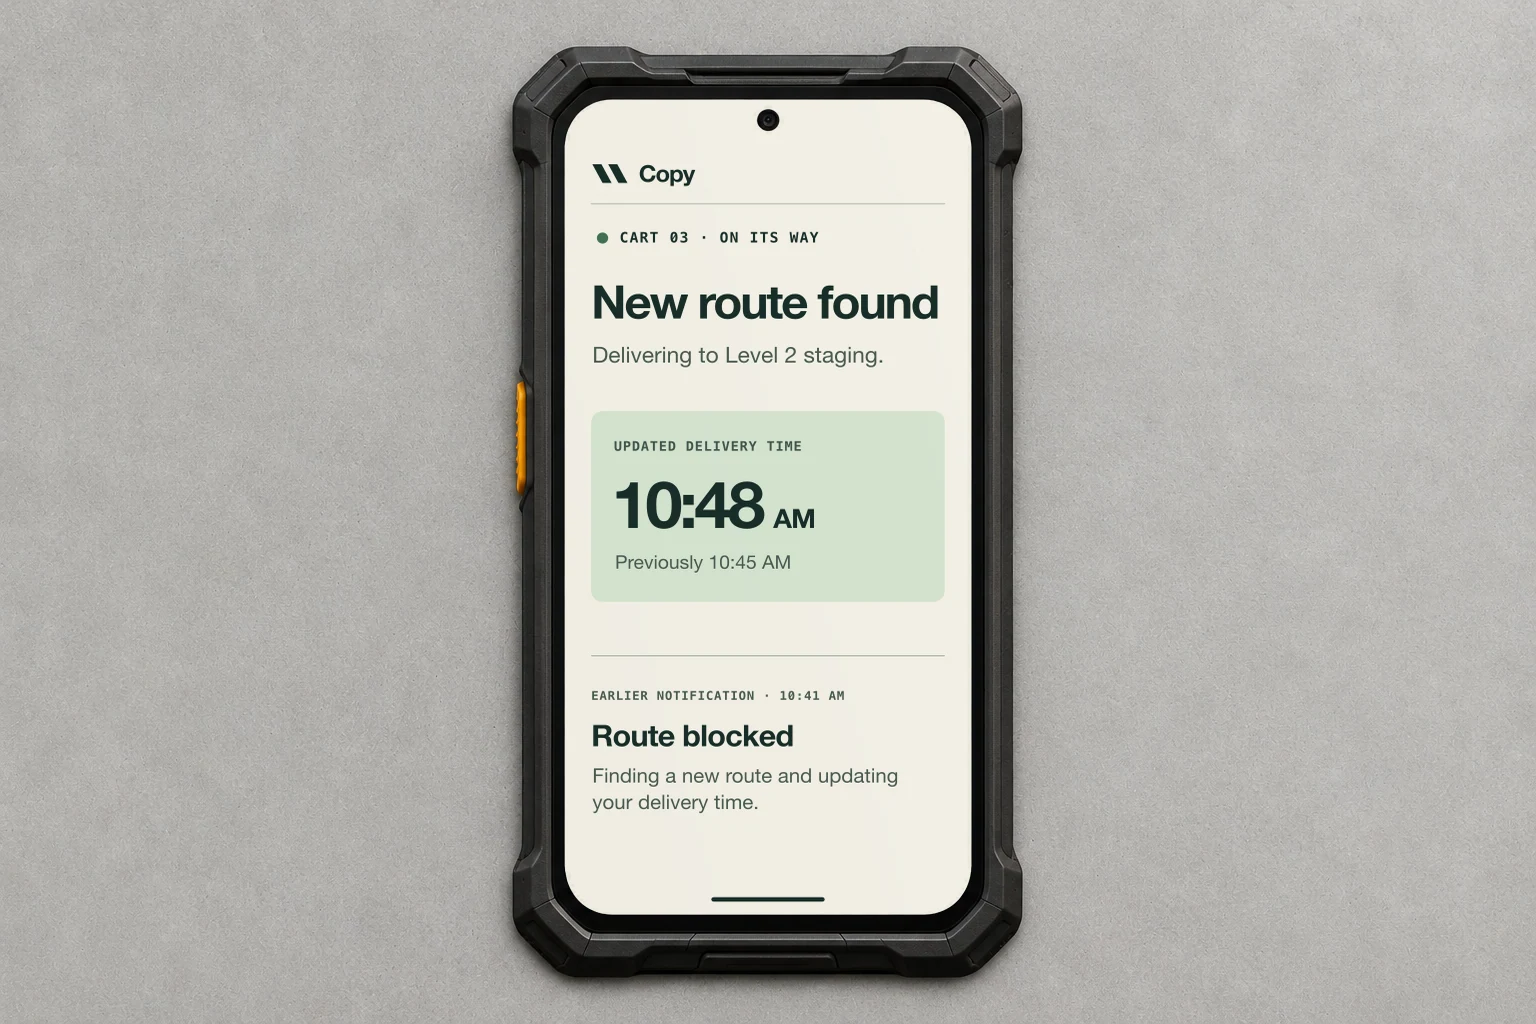 Copy
CART 03 · ON ITS WAY
New route found
Delivering to Level 2 staging.
UPDATED DELIVERY TIME
10:48 AM
Previously 10:45 AM
EARLIER NOTIFICATION · 10:41 AM
Route blocked
Finding a new route and updating
your delivery time.